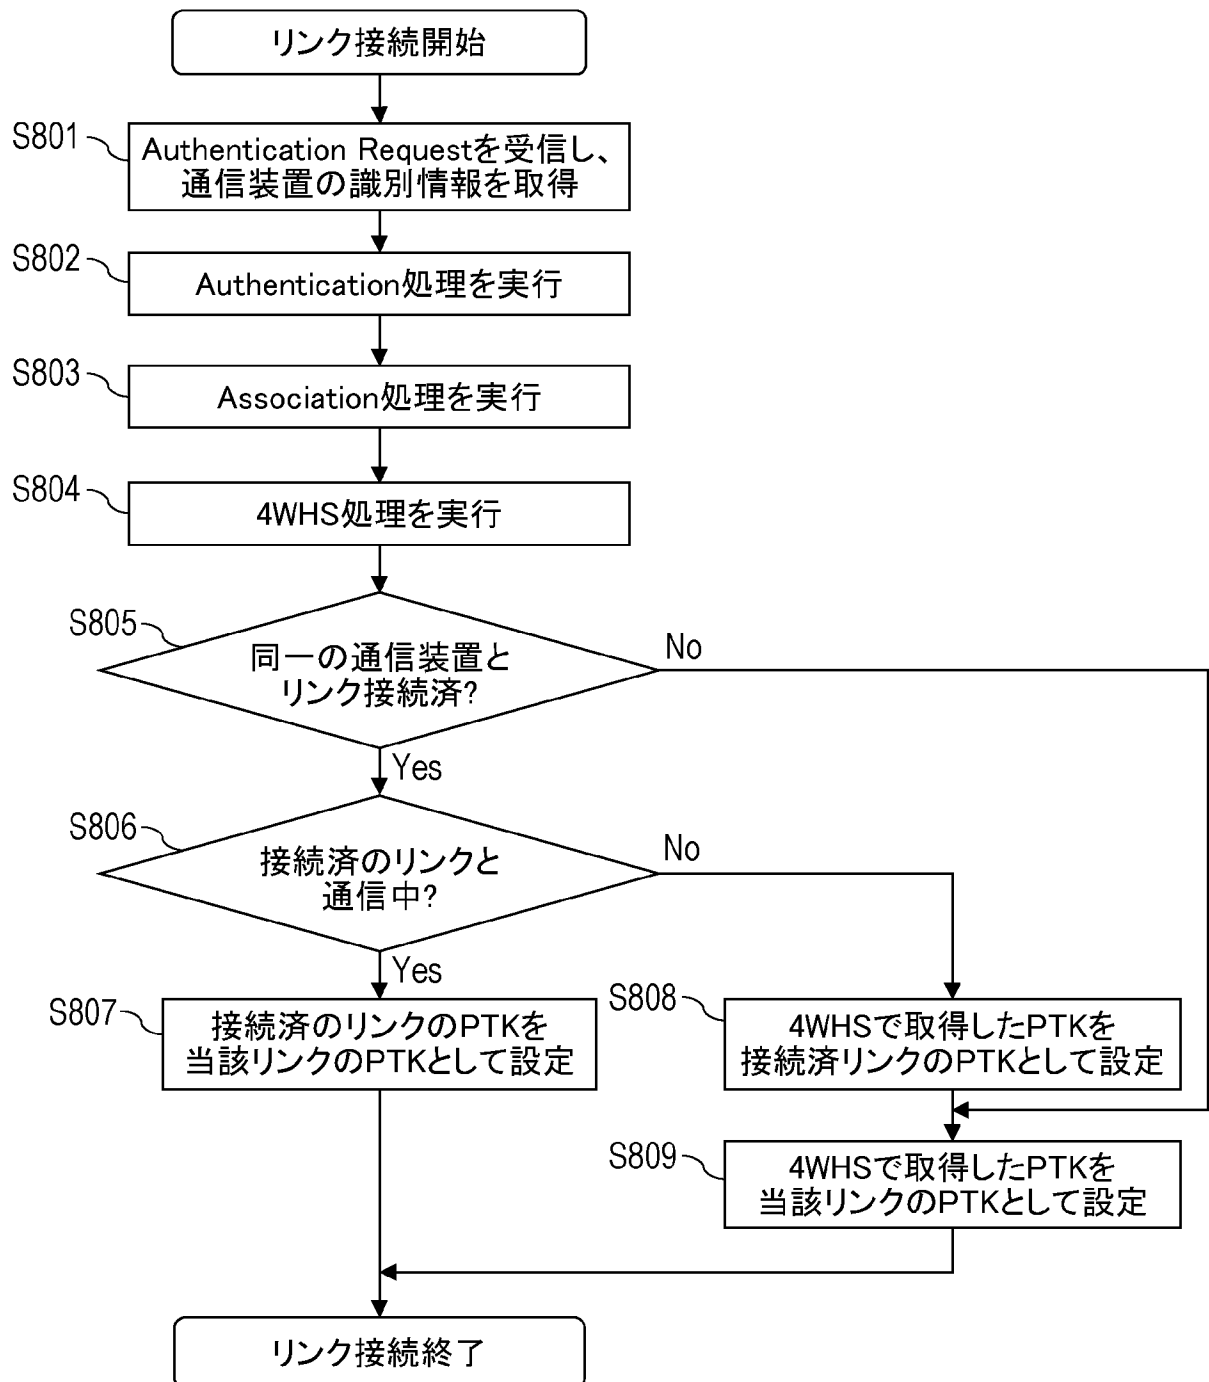 リンク接続開始
S801
Authentication Requestを受信し、
通信装置の識別情報を取得
S802
Authentication処理を実行
S803
Association処理を実行
S804
4WHS処理を実行
S805
同一の通信装置と
リンク接続済?
No
Yes
S806
接続済のリンクと
通信中?
No
Yes
S807
接続済のリンクのPTKを
当該リンクのPTKとして設定
S808
4WHSで取得したPTKを
接続済リンクのPTKとして設定
S809
4WHSで取得したPTKを
当該リンクのPTKとして設定
リンク接続終了